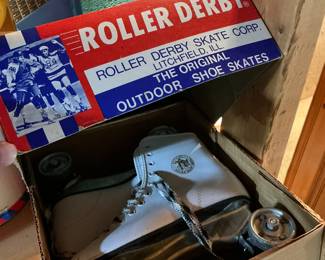 ROLLER DERBY
ROLLER DERBY SKATE CORP.
LITCHFIELD, ILL.
THE ORIGINAL
OUTDOOR SHOE SKATES